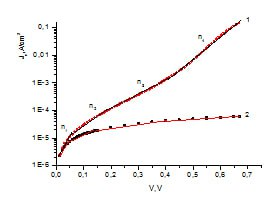 0,1
0,01
1E-3
1E-4
1E-5
1E-6
J, A/cm²
n₁
n₂
n₃
n₄
1
2
0,0 0,1 0,2 0,3 0,4 0,5 0,6 0,7
V, V